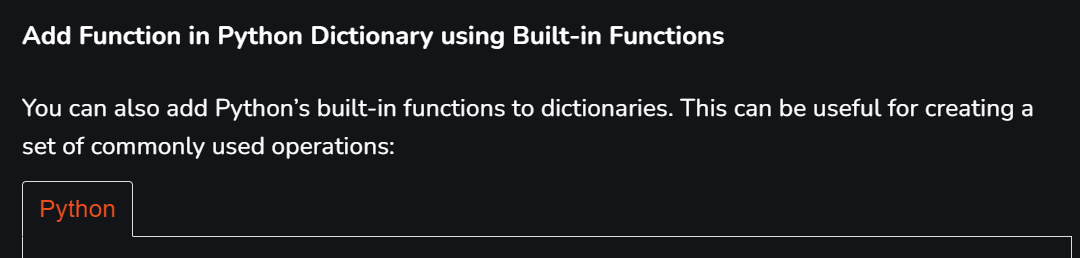 Add Function in Python Dictionary using Built-in Functions
You can also add Python’s built-in functions to dictionaries. This can be useful for creating a
set of commonly used operations:
Python